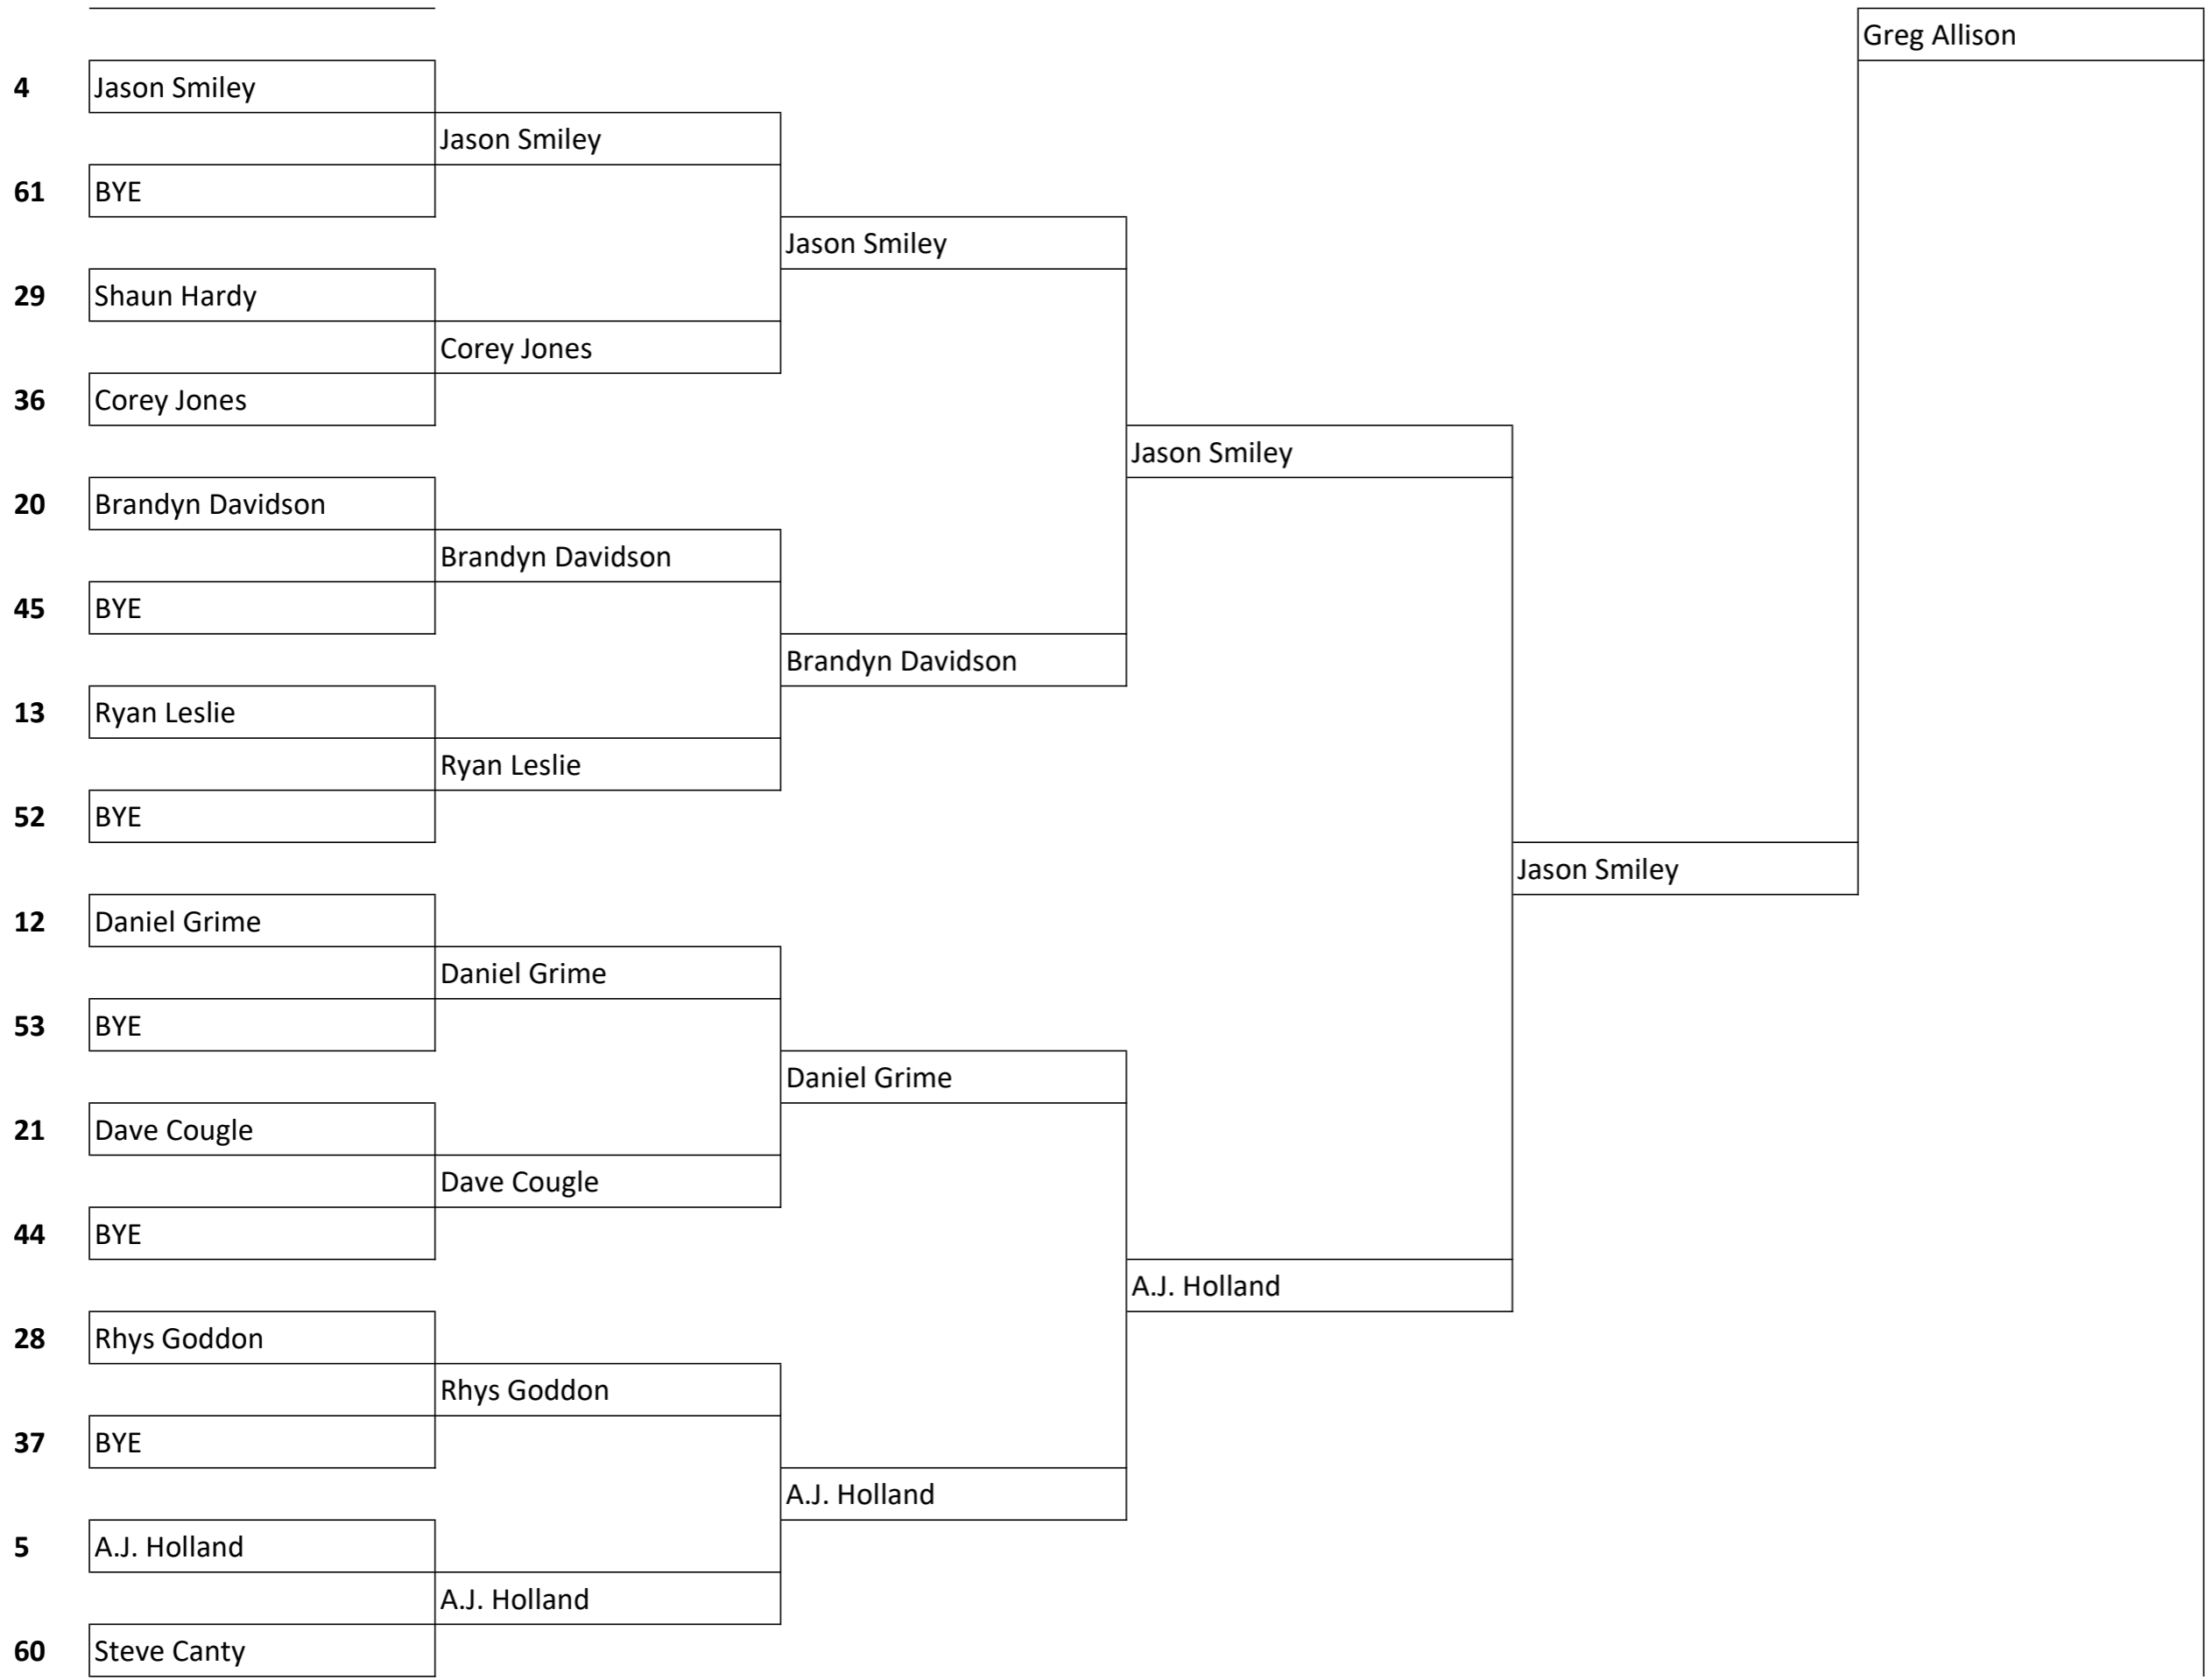 Greg Allison
4 Jason Smiley
Jason Smiley
61 BYE
Jason Smiley
29 Shaun Hardy
Corey Jones
36 Corey Jones
Jason Smiley
20 Brandyn Davidson
Brandyn Davidson
45 BYE
Brandyn Davidson
13 Ryan Leslie
Ryan Leslie
52 BYE
Jason Smiley
12 Daniel Grime
Daniel Grime
53 BYE
Daniel Grime
21 Dave Cougle
Dave Cougle
44 BYE
A.J. Holland
28 Rhys Goddon
Rhys Goddon
37 BYE
A.J. Holland
5 A.J. Holland
A.J. Holland
60 Steve Canty